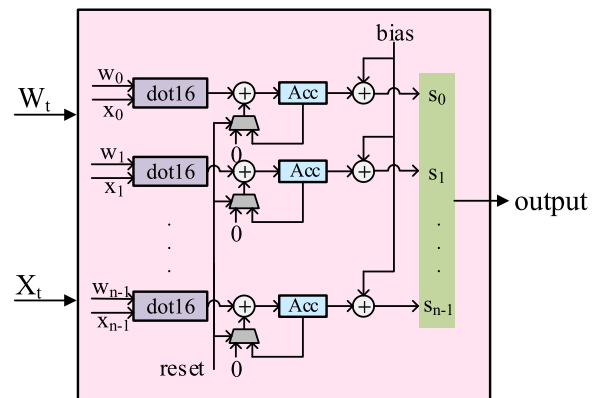 bias
w0
x0
dot16
+
Acc
+
s0
Wt
0
w1
x1
dot16
+
Acc
+
s1
0
output
.
.
.
.
.
.
Xt
wn-1
xn-1
dot16
+
Acc
+
sn-1
reset
0